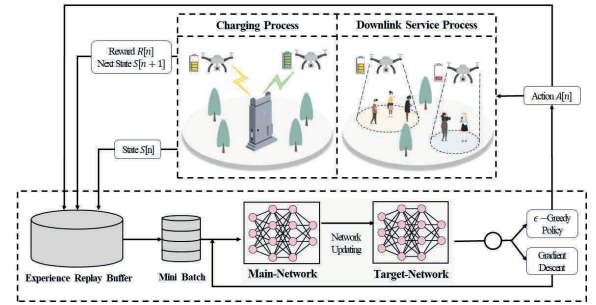 Charging Process
Downlink Service Process
Reward R[n]
Next State S[n+1]
State S[n]
Action A[n]
Experience Replay Buffer
Mini Batch
Main-Network
Network
Updating
Target-Network
ϵ −Greedy
Policy
Gradient
Descent